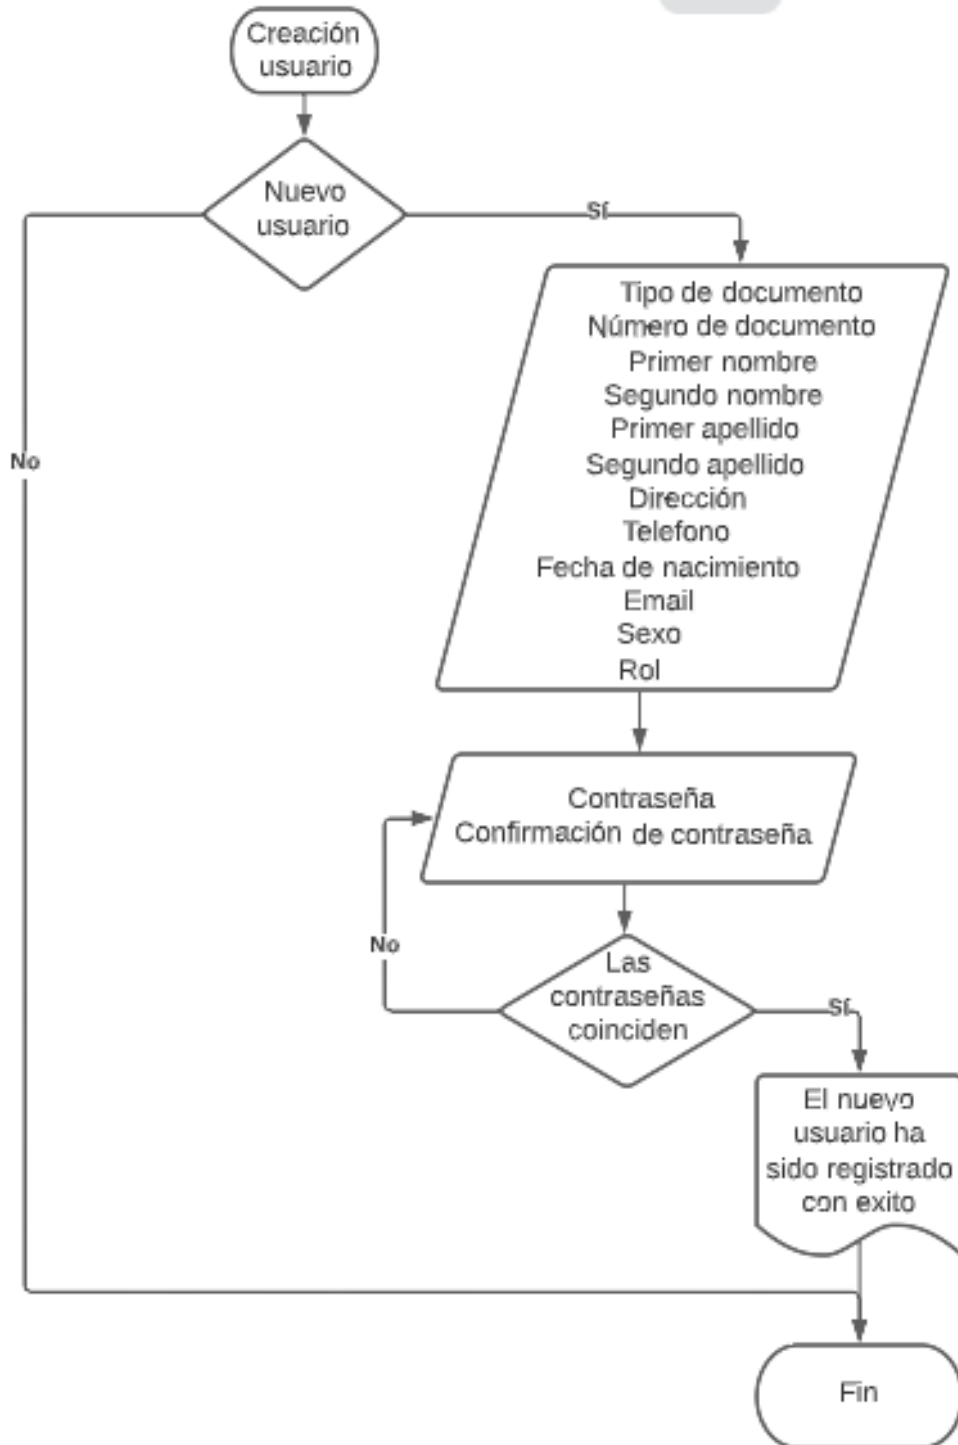 Creación
usuario
Nuevo
usuario
Sí
No
Tipo de documento
Número de documento
Primer nombre
Segundo nombre
Primer apellido
Segundo apellido
Dirección
Telefono
Fecha de nacimiento
Email
Sexo
Rol
Contraseña
Confirmación de contraseña
No
Las
contraseñas
coinciden
Sí
El nuevo
usuario ha
sido registrado
con exito
Fin